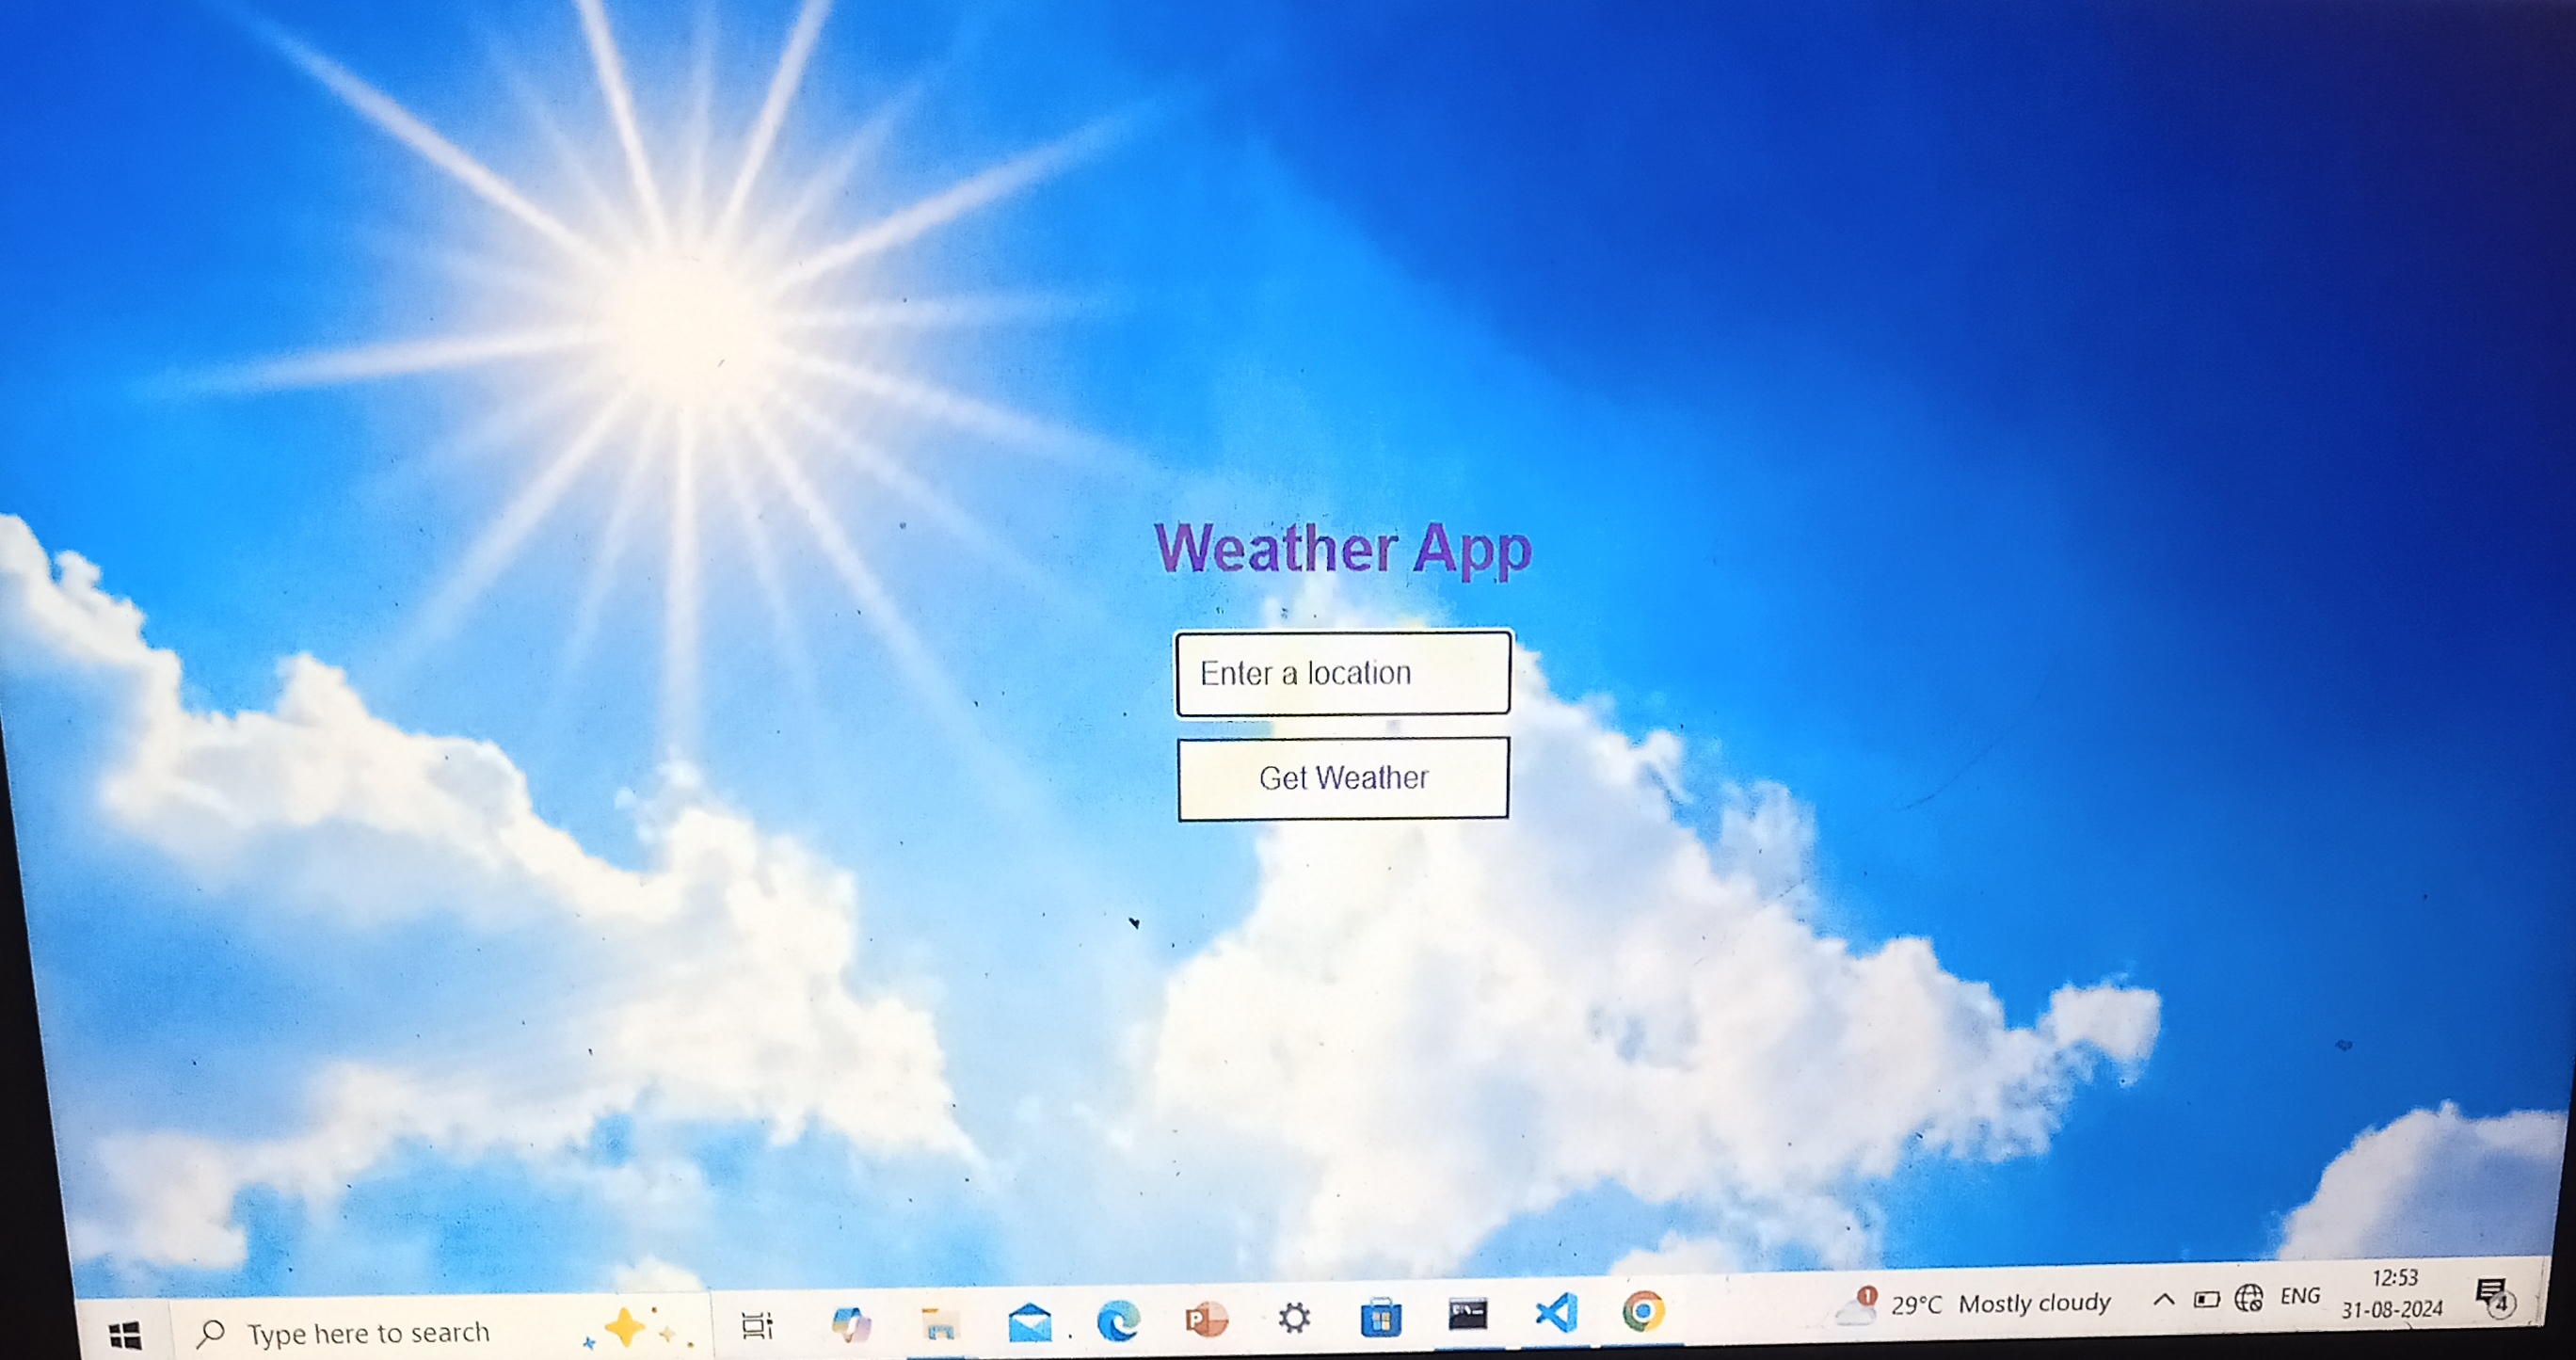 Weather App
Enter a location
Get Weather
Type here to search
1
29°C Mostly cloudy
ENG
12:53
31-08-2024
4